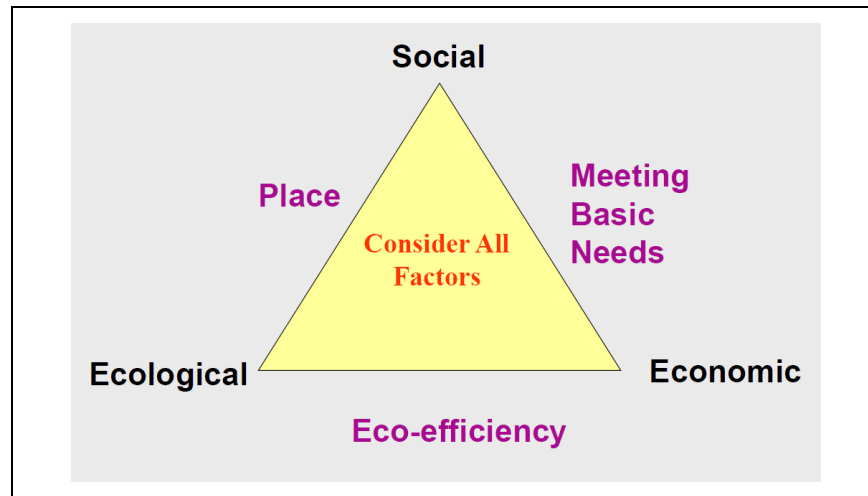 Social
Place
Meeting
Basic
Needs
Consider All
Factors
Ecological
Economic
Eco-efficiency